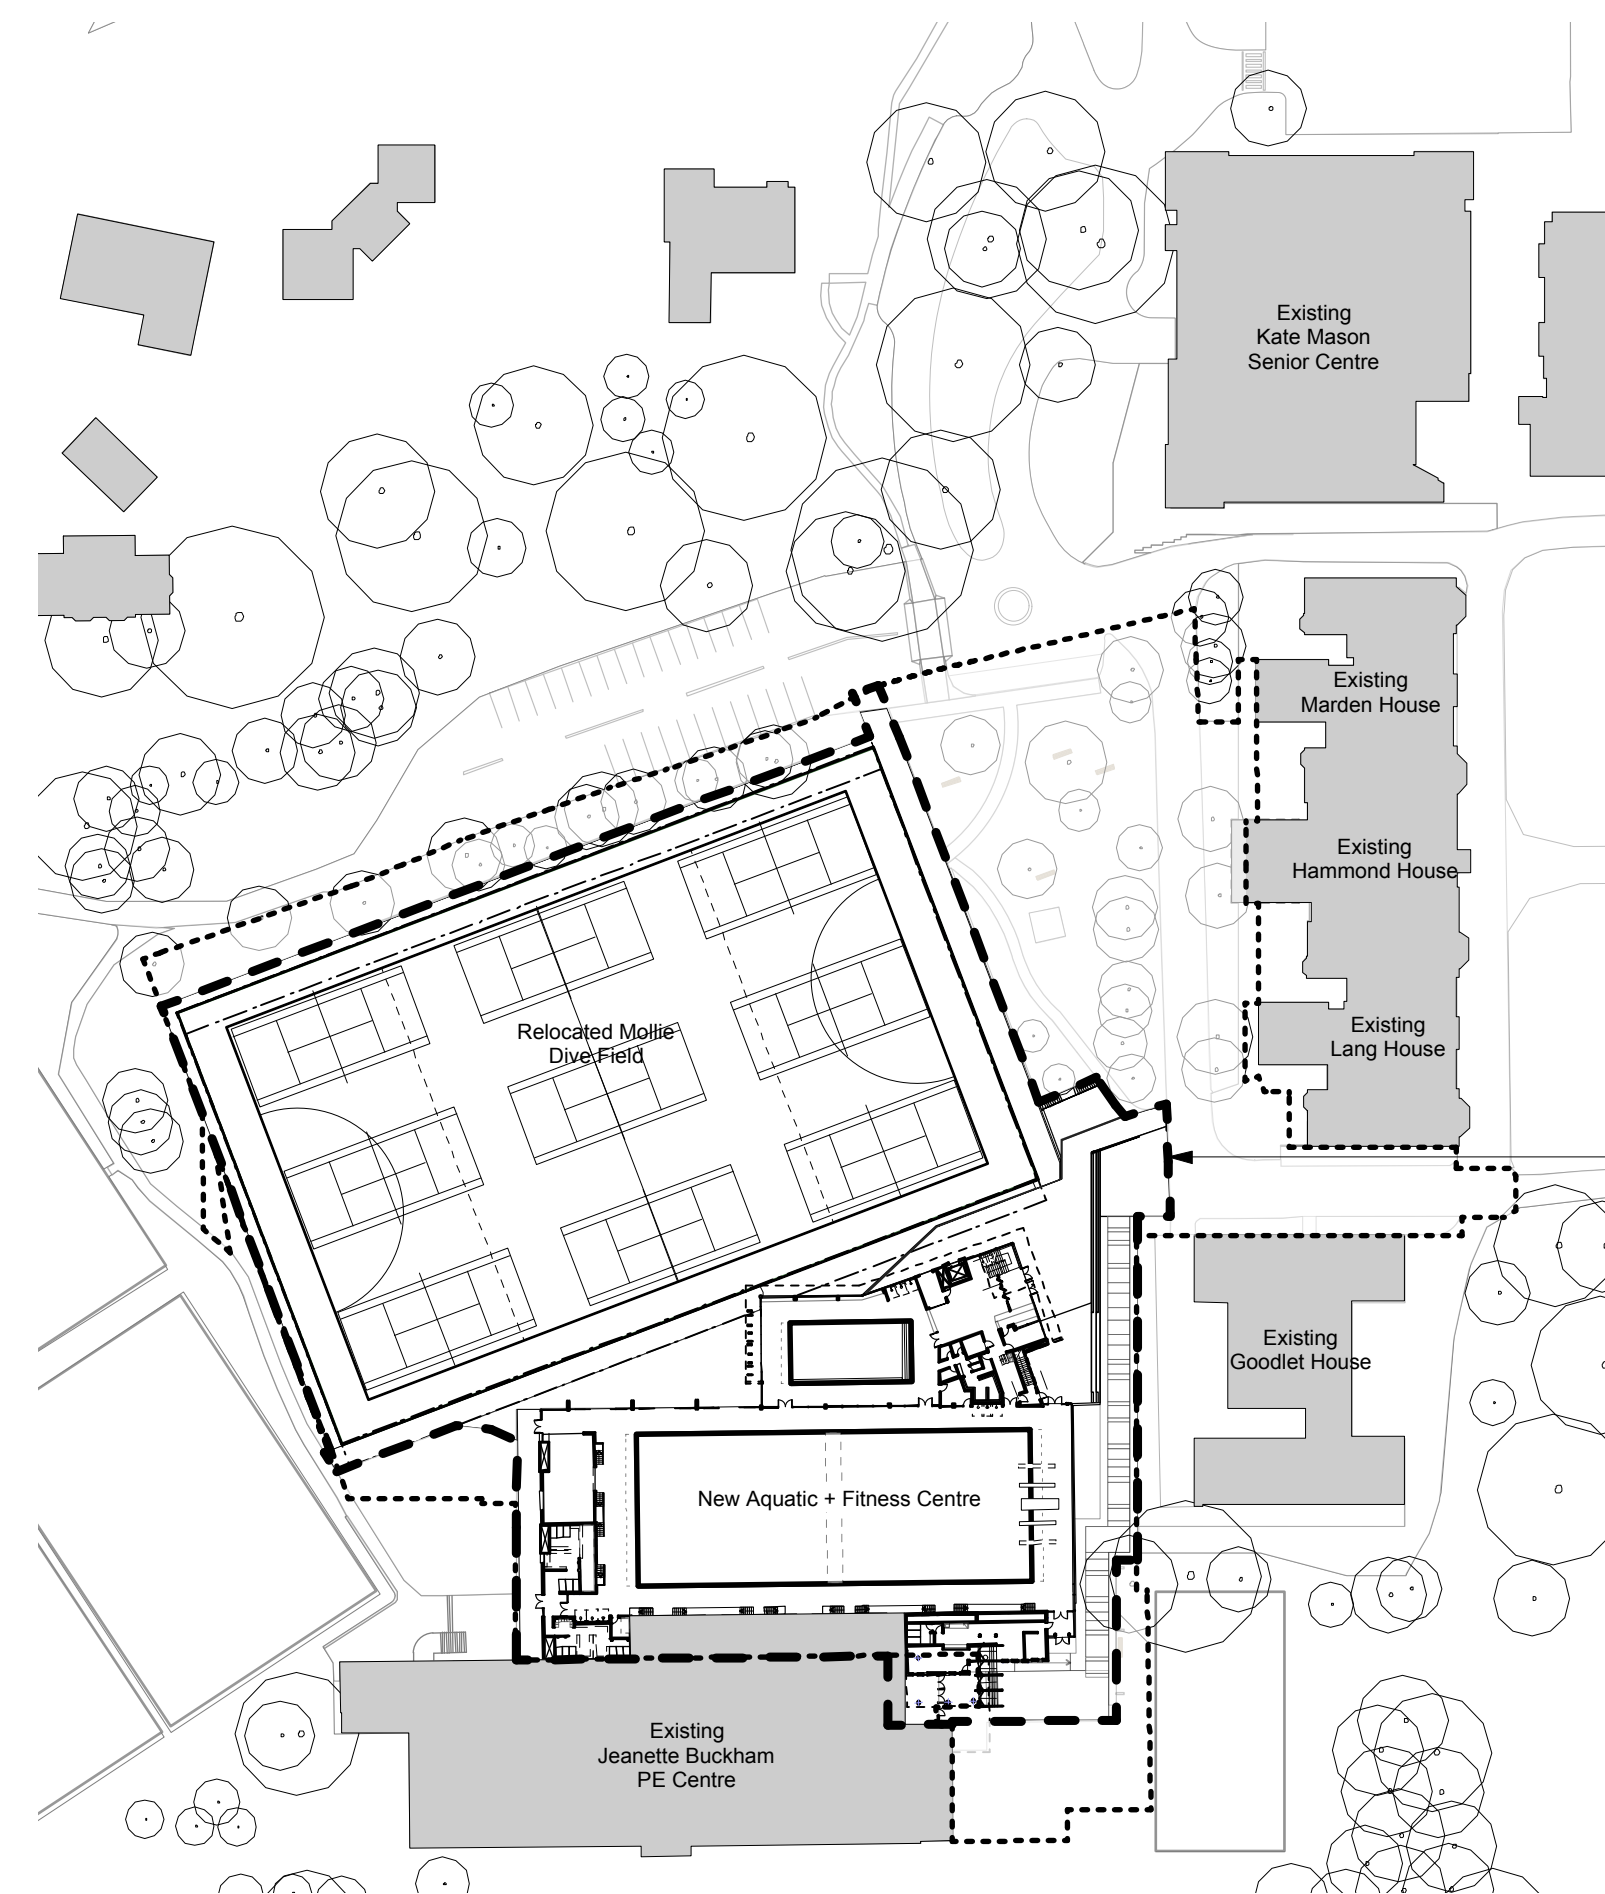 Existing
Kate Mason
Senior Centre
Existing
Marden House
Existing
Hammond House
Existing
Lang House
Relocated Mollie
Dive Field
Existing
Goodlet House
New Aquatic + Fitness Centre
Existing
Jeanette Buckham
PE Centre